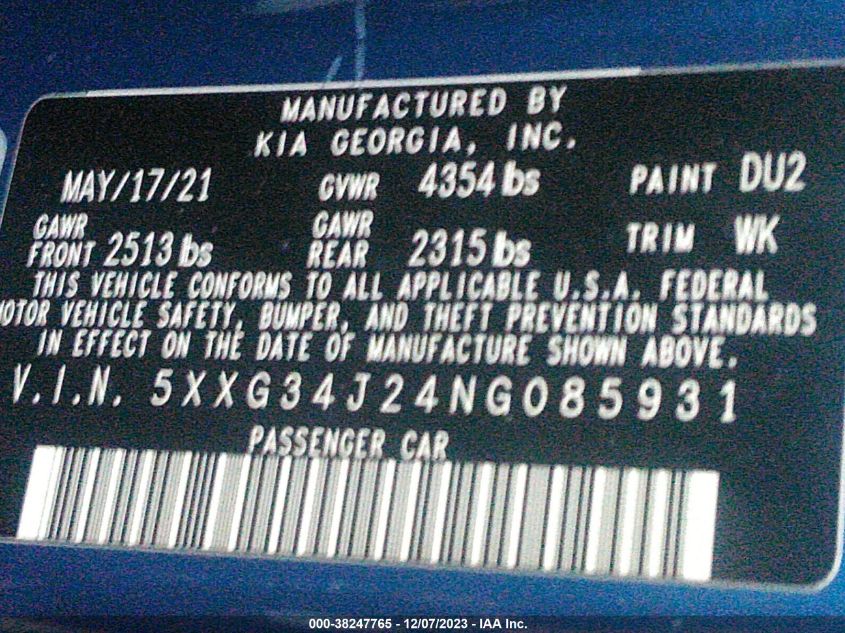 MANUFACTURED BY
KIA GEORGIA, INC.
MAY/17/21 GVWR 4354 lbs PAINT DU2
GAWR FRONT 2513 lbs GAWR REAR 2315 lbs TRIM WK
THIS VEHICLE CONFORMS TO ALL APPLICABLE U.S.A. FEDERAL
MOTOR VEHICLE SAFETY, BUMPER, AND THEFT PREVENTION STANDARDS
IN EFFECT ON THE DATE OF MANUFACTURE SHOWN ABOVE.
V.I.N. 5XXG34J24NG085931
PASSENGER CAR
000-38247765 - 12/07/2023 - IAA Inc.